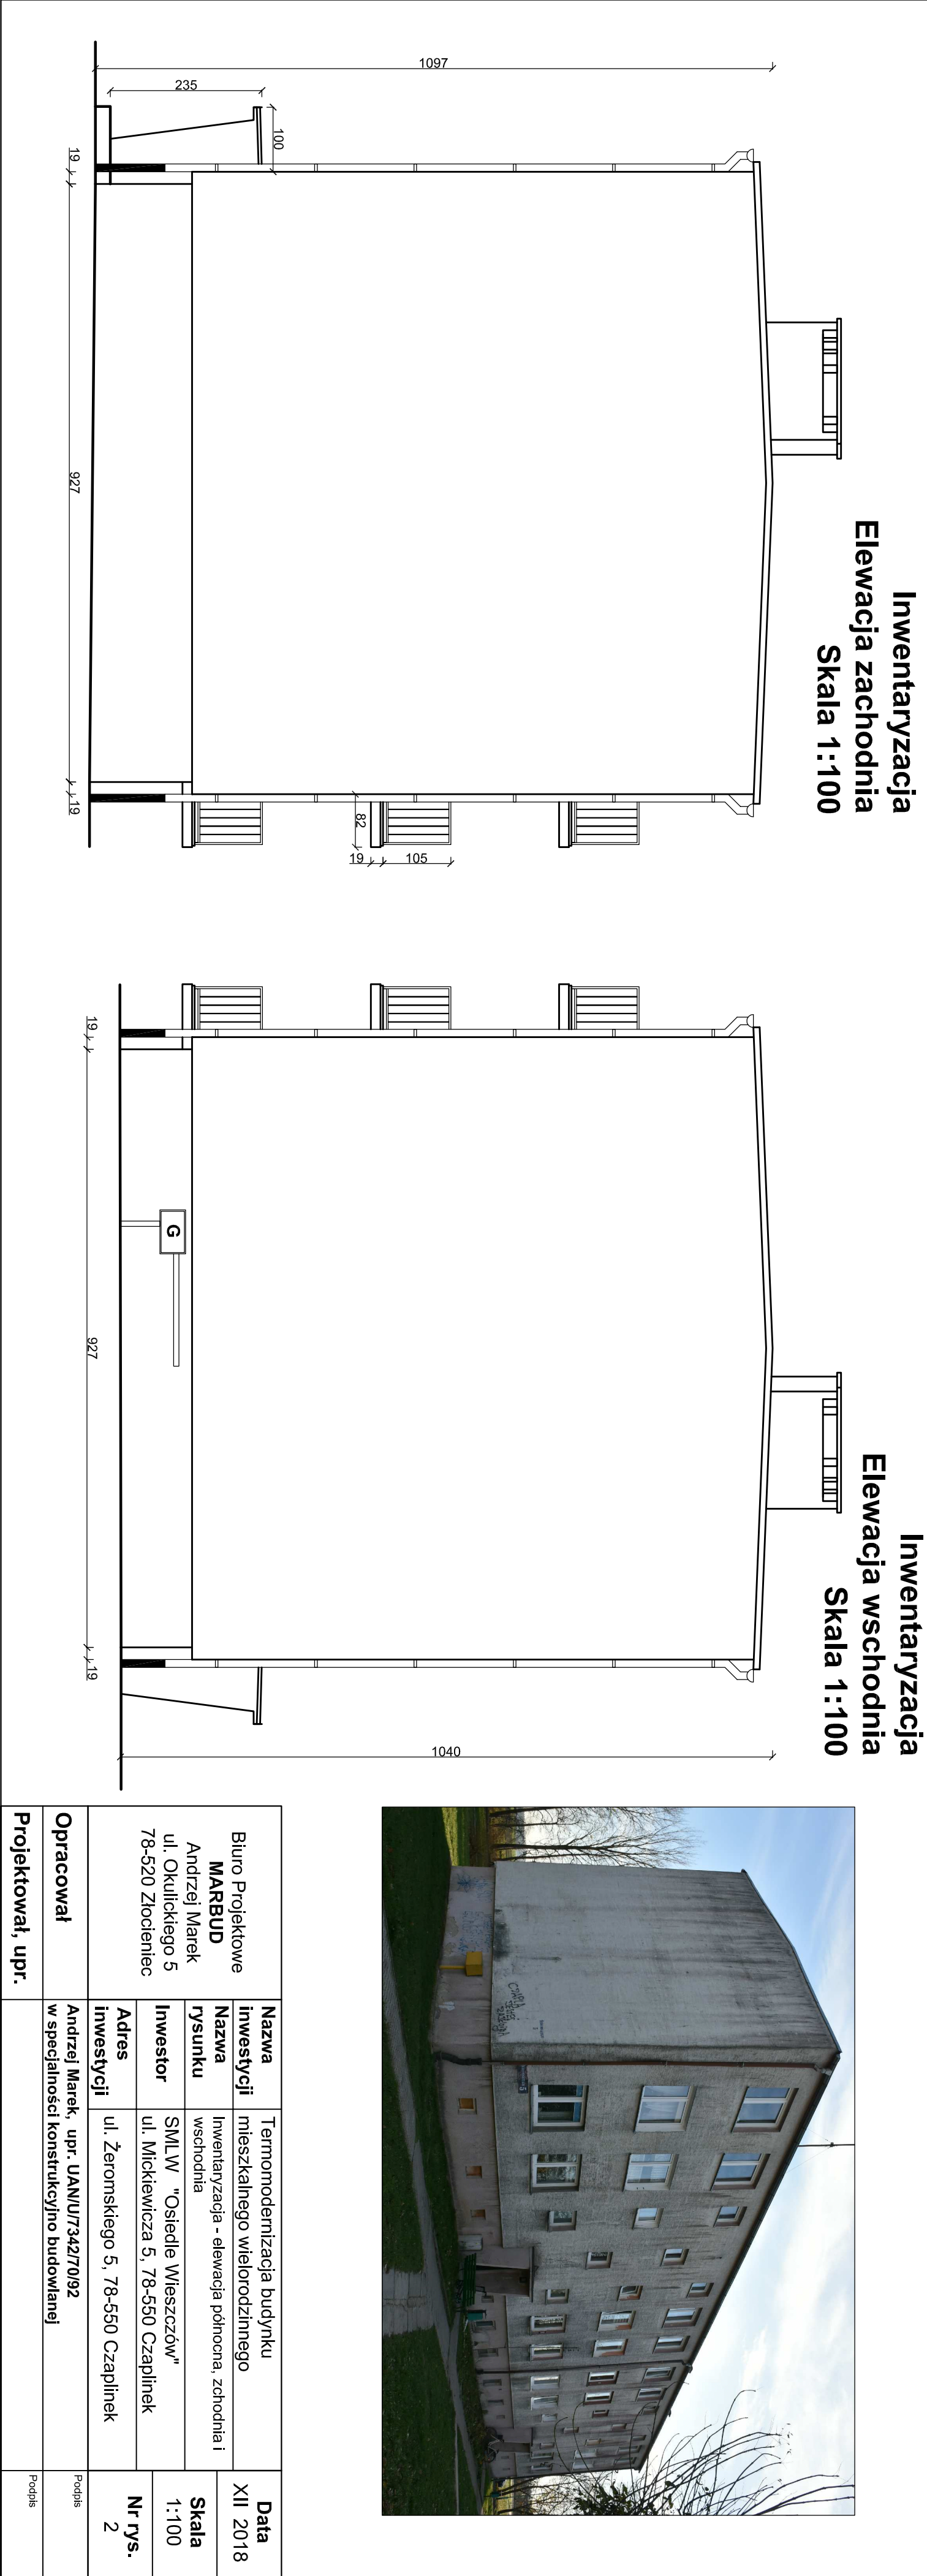 Inwentaryzacja
Elewacja zachodnia
Skala 1:100
1097
235
100
19
927
19
82
19
105
Inwentaryzacja
Elewacja wschodnia
Skala 1:100
19
927
19
1040
G
Biuro Projektowe
MARBUD
Andrzej Marek
ul. Okulickiego 5
78-520 Złocieniec
Nazwa
inwestycji
Termomodernizacja budynku
mieszkalnego wielorodzinnego
Nazwa
rysunku
Inwentaryzacja - elewacja północna, zchodnia i
wschodnia
Inwestor
SMLW "Osiedle Wieszczów"
ul. Mickiewicza 5, 78-550 Czaplinek
Adres
inwestycji
ul. Żeromskiego 5, 78-550 Czaplinek
Data
XII 2018
Skala
1:100
Nr rys.
2
Opracował
Andrzej Marek, upr. UAN/U/7342/70/92
w specjalności konstrukcyjno budowlanej
Podpis
Projektował, upr.
Podpis